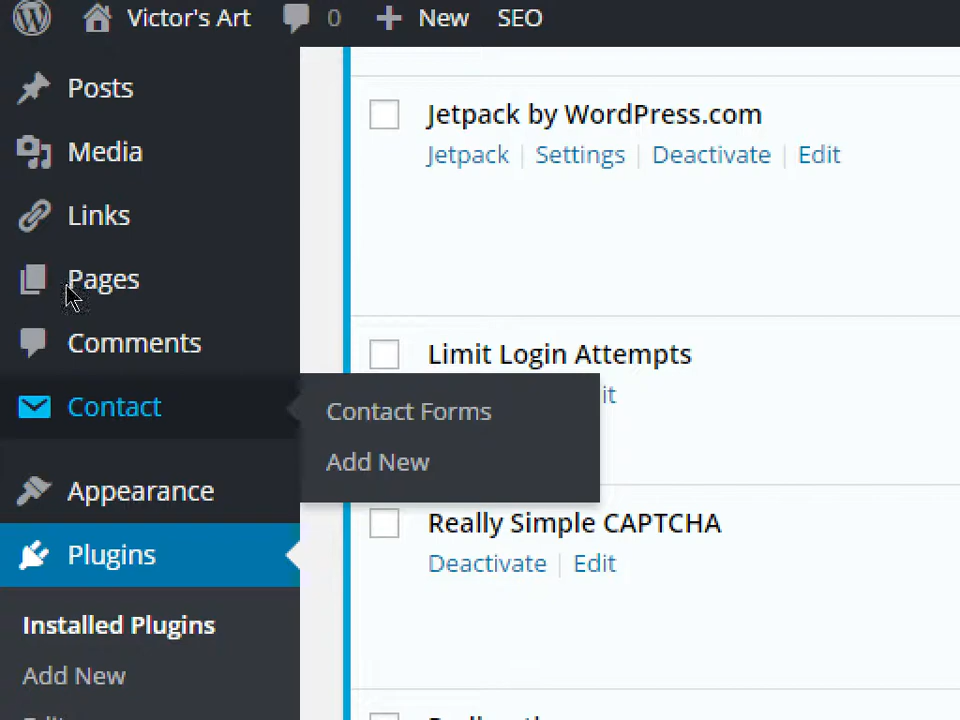 Victor's Art 0 New SEO
Posts
Media
Links
Pages
Comments
Contact
Contact Forms
Add New
Appearance
Plugins
Installed Plugins
Add New
Jetpack by WordPress.com
Jetpack | Settings | Deactivate | Edit
Limit Login Attempts
it
Really Simple CAPTCHA
Deactivate | Edit